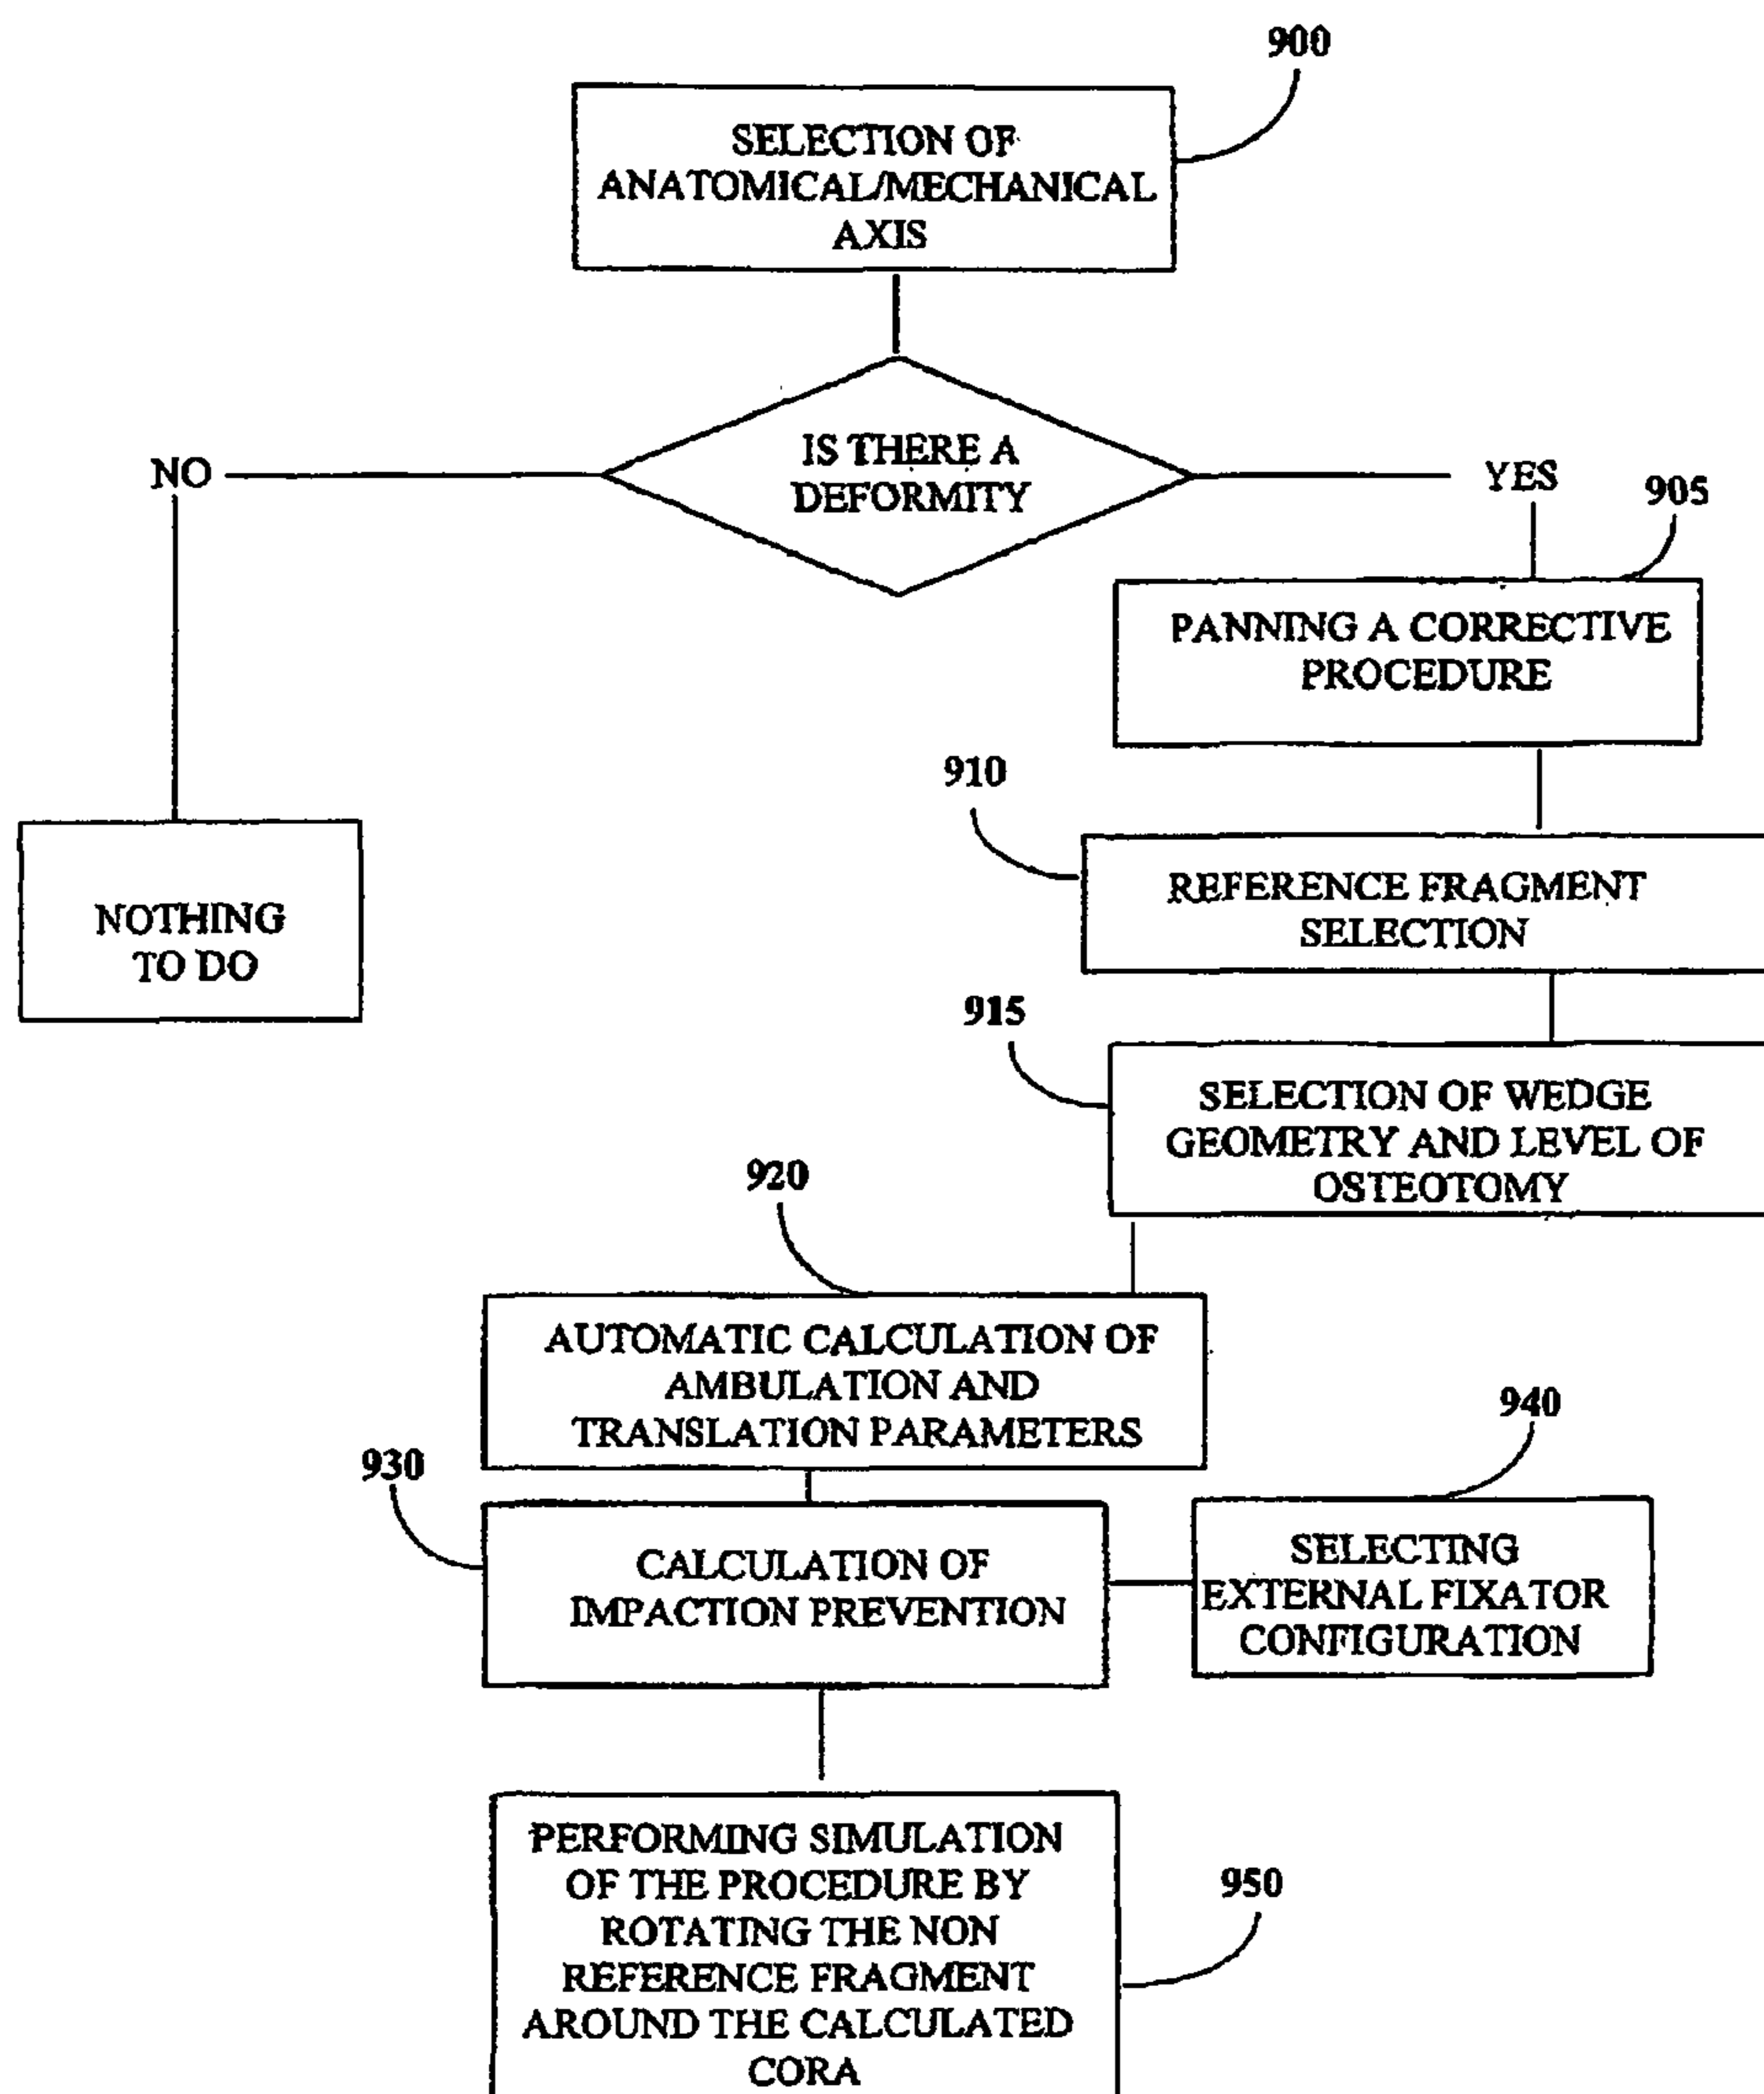 900
SELECTION OF
ANATOMICAL/MECHANICAL
AXIS
IS THERE A
DEFORMITY
NO
YES
905
PANNING A CORRECTIVE
PROCEDURE
910
REFERENCE FRAGMENT
SELECTION
NOTHING
TO DO
915
SELECTION OF WEDGE
GEOMETRY AND LEVEL OF
OSTEOTOMY
920
AUTOMATIC CALCULATION OF
AMBULATION AND
TRANSLATION PARAMETERS
930
CALCULATION OF
IMPACTION PREVENTION
940
SELECTING
EXTERNAL FIXATOR
CONFIGURATION
PERFORMING SIMULATION
OF THE PROCEDURE BY
ROTATING THE NON
REFERENCE FRAGMENT
AROUND THE CALCULATED
CORA
950